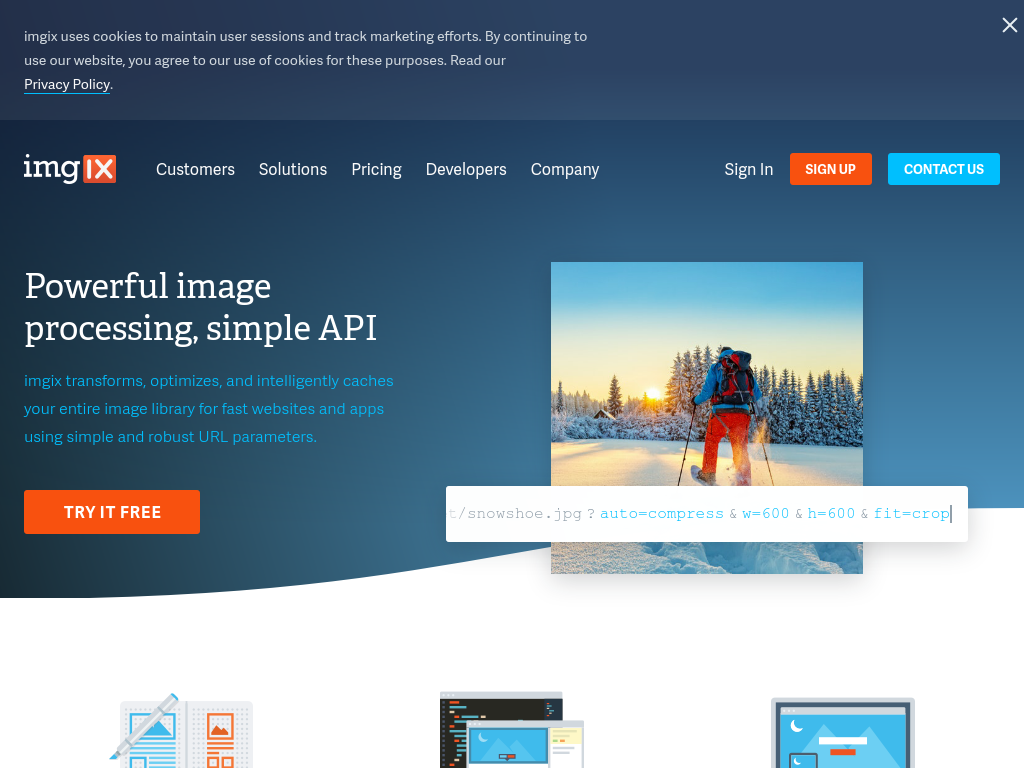 imgix uses cookies to maintain user sessions and track marketing efforts. By continuing to
use our website, you agree to our use of cookies for these purposes. Read our
Privacy Policy.
imgIX
Customers
Solutions
Pricing
Developers
Company
Sign In
SIGN UP
CONTACT US
Powerful image
processing, simple API
imgix transforms, optimizes, and intelligently caches
your entire image library for fast websites and apps
using simple and robust URL parameters.
TRY IT FREE
t/snowshoe.jpg ? auto=compress & w=600 & h=600 & fit=crop